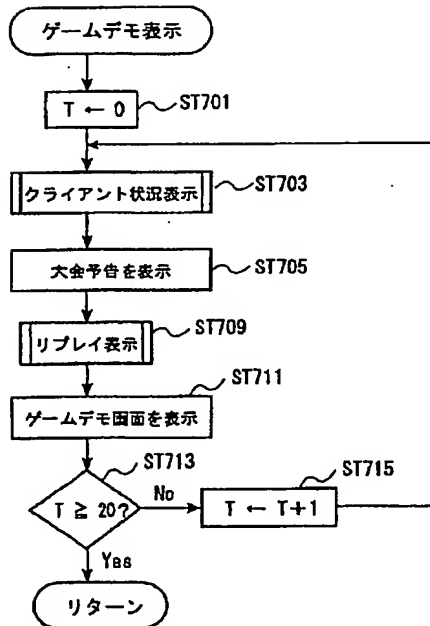 ゲームデモ表示
T ← 0
ST701
クライアント状況表示
ST703
大会予告を表示
ST705
リプレイ表示
ST709
ST711
ゲームデモ画面を表示
ST713
T ≧ 20?
No
ST715
T ← T+1
Yes
リターン